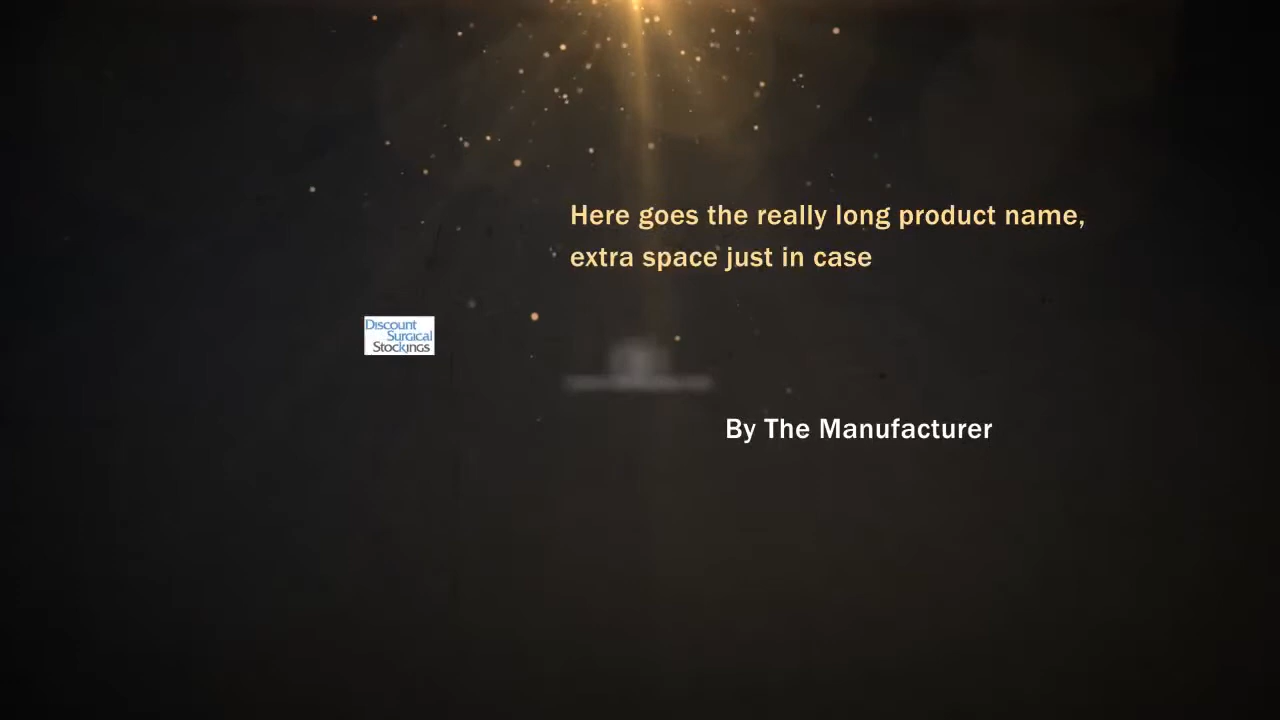 Here goes the really long product name,
extra space just in case
Discount
Surgical
Stockings
By The Manufacturer